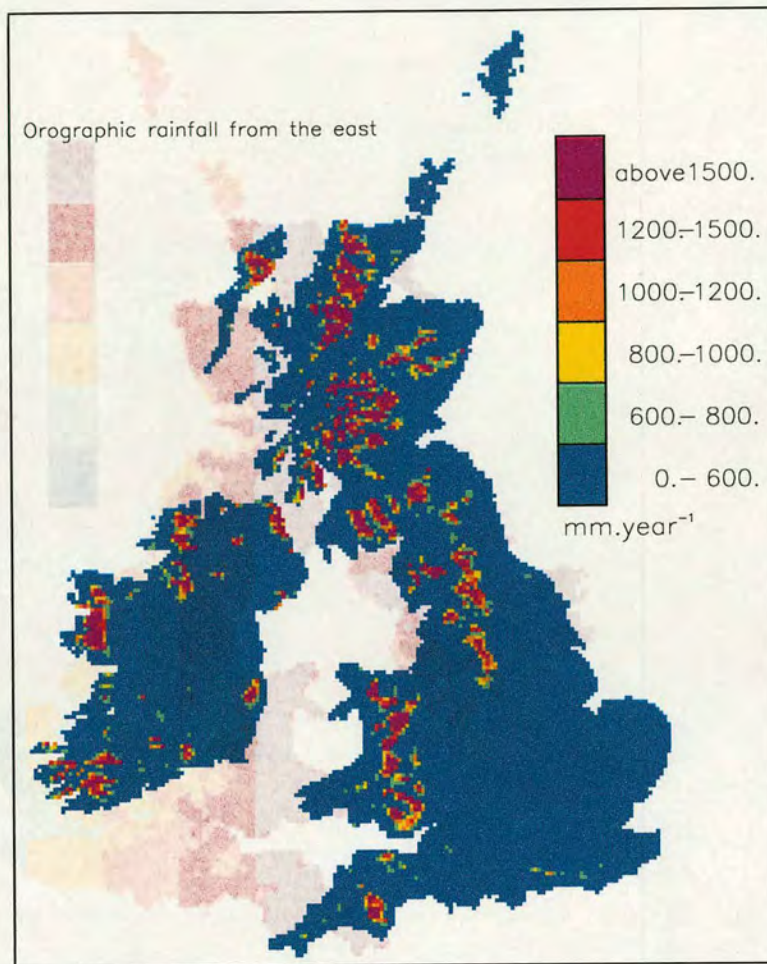 Orographic rainfall from the east
above1500.
1200.-1500.
1000.-1200.
800.-1000.
600.- 800.
0.- 600.
mm.year⁻¹